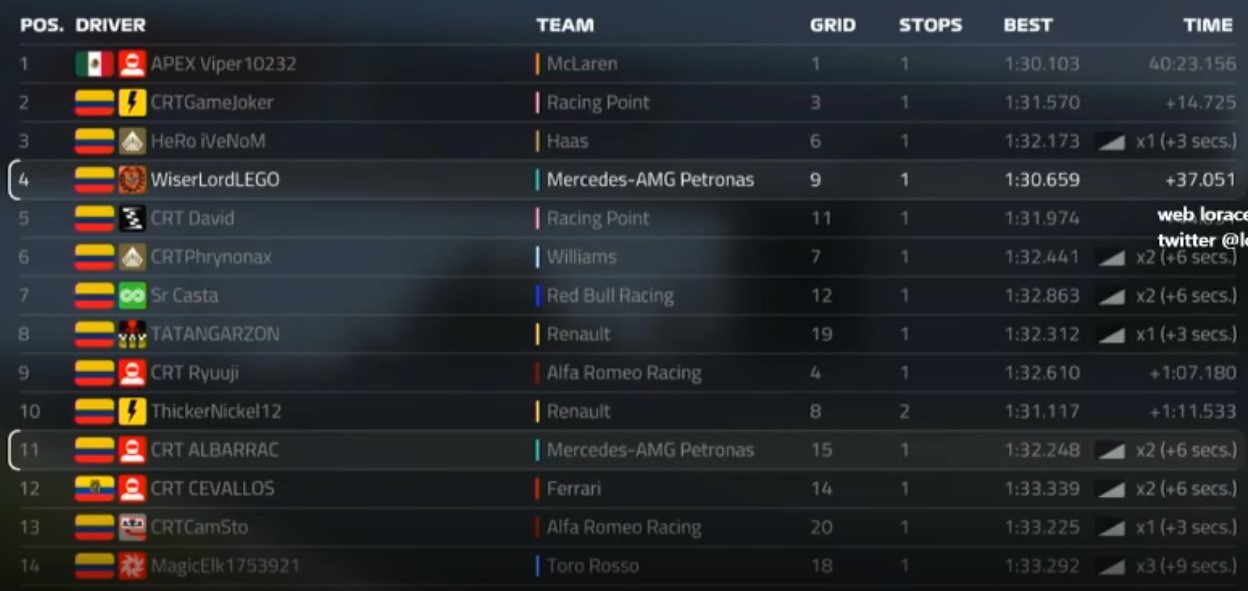 POS. DRIVER TEAM GRID STOPS BEST TIME
1 APEX Viper10232 McLaren 1 1 1:30.103 40:23.156
2 CRTGameJoker Racing Point 3 1 1:31.570 +14.725
3 HeRo iVeNoM Haas 6 1 1:32.173 x1 (+3 secs.)
4 WiserLordLEGO Mercedes-AMG Petronas 9 1 1:30.659 +37.051
5 CRT David Racing Point 11 1 1:31.974
web lorace
twitter @lo
6 CRTPhrynonax Williams 7 1 1:32.441 x2 (+6 secs.)
7 Sr Casta Red Bull Racing 12 1 1:32.863 x2 (+6 secs.)
8 TATANGARZON Renault 19 1 1:32.312 x1 (+3 secs.)
9 CRT Ryuuji Alfa Romeo Racing 4 1 1:32.610 +1:07.180
10 ThickerNickel12 Renault 8 2 1:31.117 +1:11.533
11 CRT ALBARRAC Mercedes-AMG Petronas 15 1 1:32.248 x2 (+6 secs.)
12 CRT CEVALLOS Ferrari 14 1 1:33.339 x2 (+6 secs.)
13 CRTCamSto Alfa Romeo Racing 20 1 1:33.225 x1 (+3 secs.)
14 MagicElk1753921 Toro Rosso 18 1 1:33.292 x3 (+9 secs.)